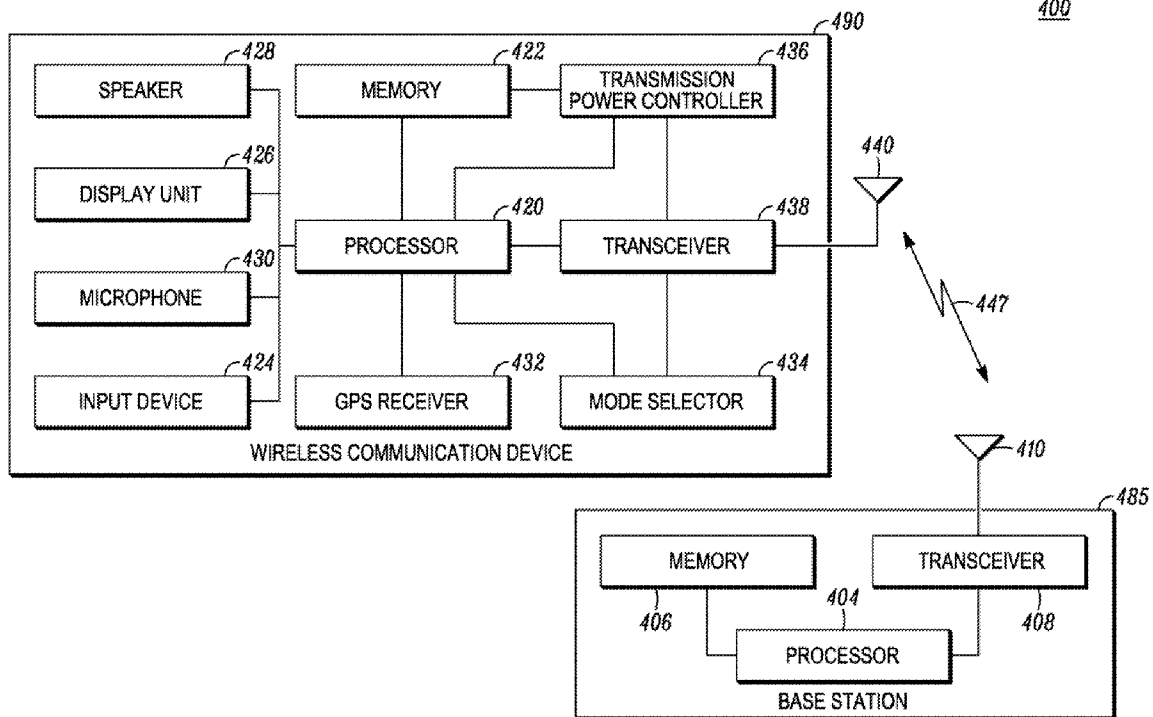 400
490
428
SPEAKER
422
MEMORY
436
TRANSMISSION
POWER CONTROLLER
440
426
DISPLAY UNIT
420
PROCESSOR
438
TRANSCEIVER
447
430
MICROPHONE
424
INPUT DEVICE
432
GPS RECEIVER
434
MODE SELECTOR
WIRELESS COMMUNICATION DEVICE
410
485
MEMORY
406
TRANSCEIVER
408
404
PROCESSOR
BASE STATION